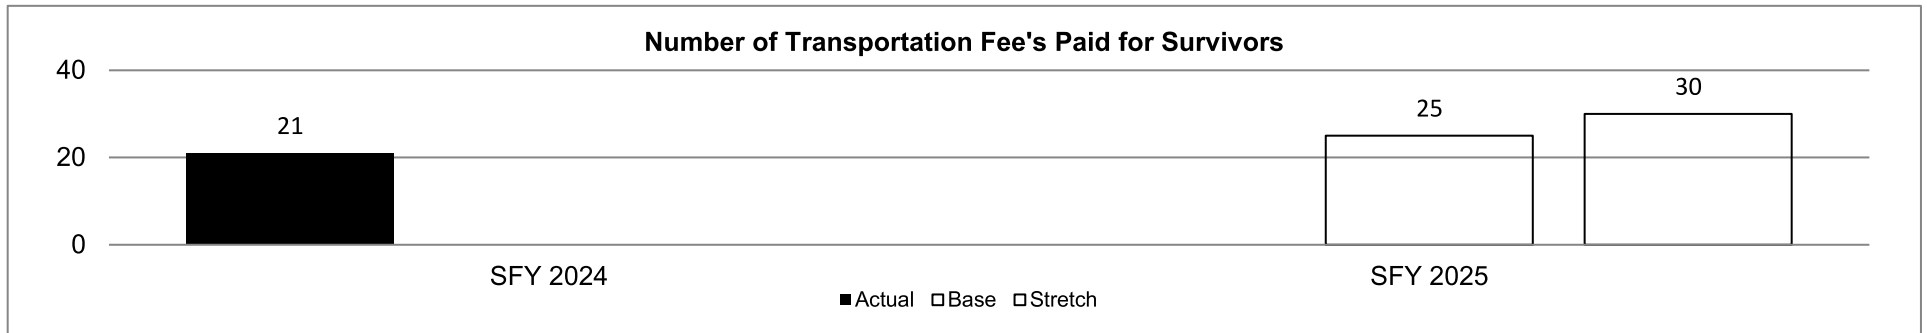 Number of Transportation Fee's Paid for Survivors
40
20
0
21
25
30
SFY 2024
SFY 2025
Actual Base Stretch